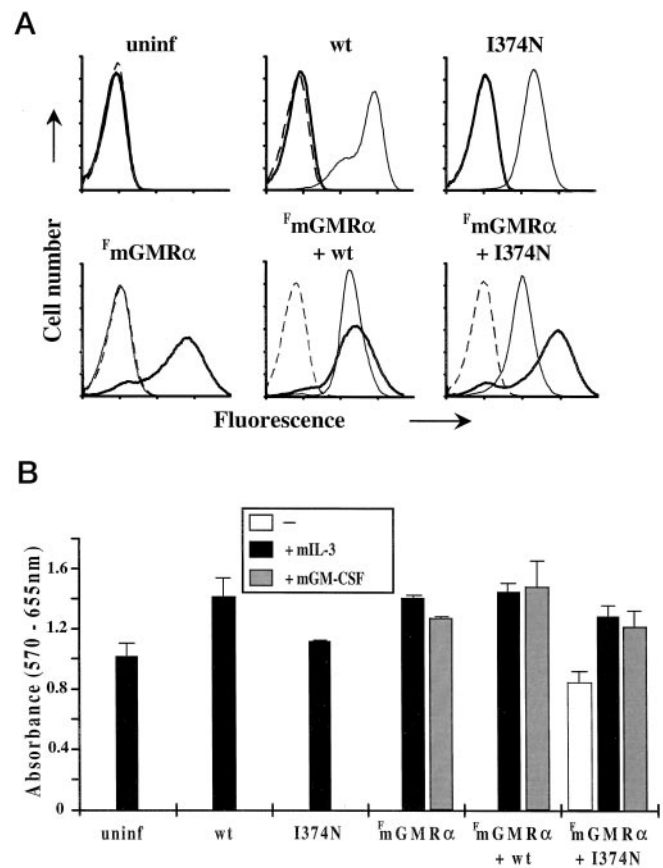 A
uninf
wt
I374N
FmGMRα
FmGMRα
+ wt
FmGMRα
+ I374N
Cell number
Fluorescence
B
–
+ mIL-3
+ mGM-CSF
Absorbance (570 - 655nm)
1.6
1.2
0.8
0.4
0
uninf
wt
I374N
FmGMRα
FmGMRα
+ wt
FmGMRα
+ I374N